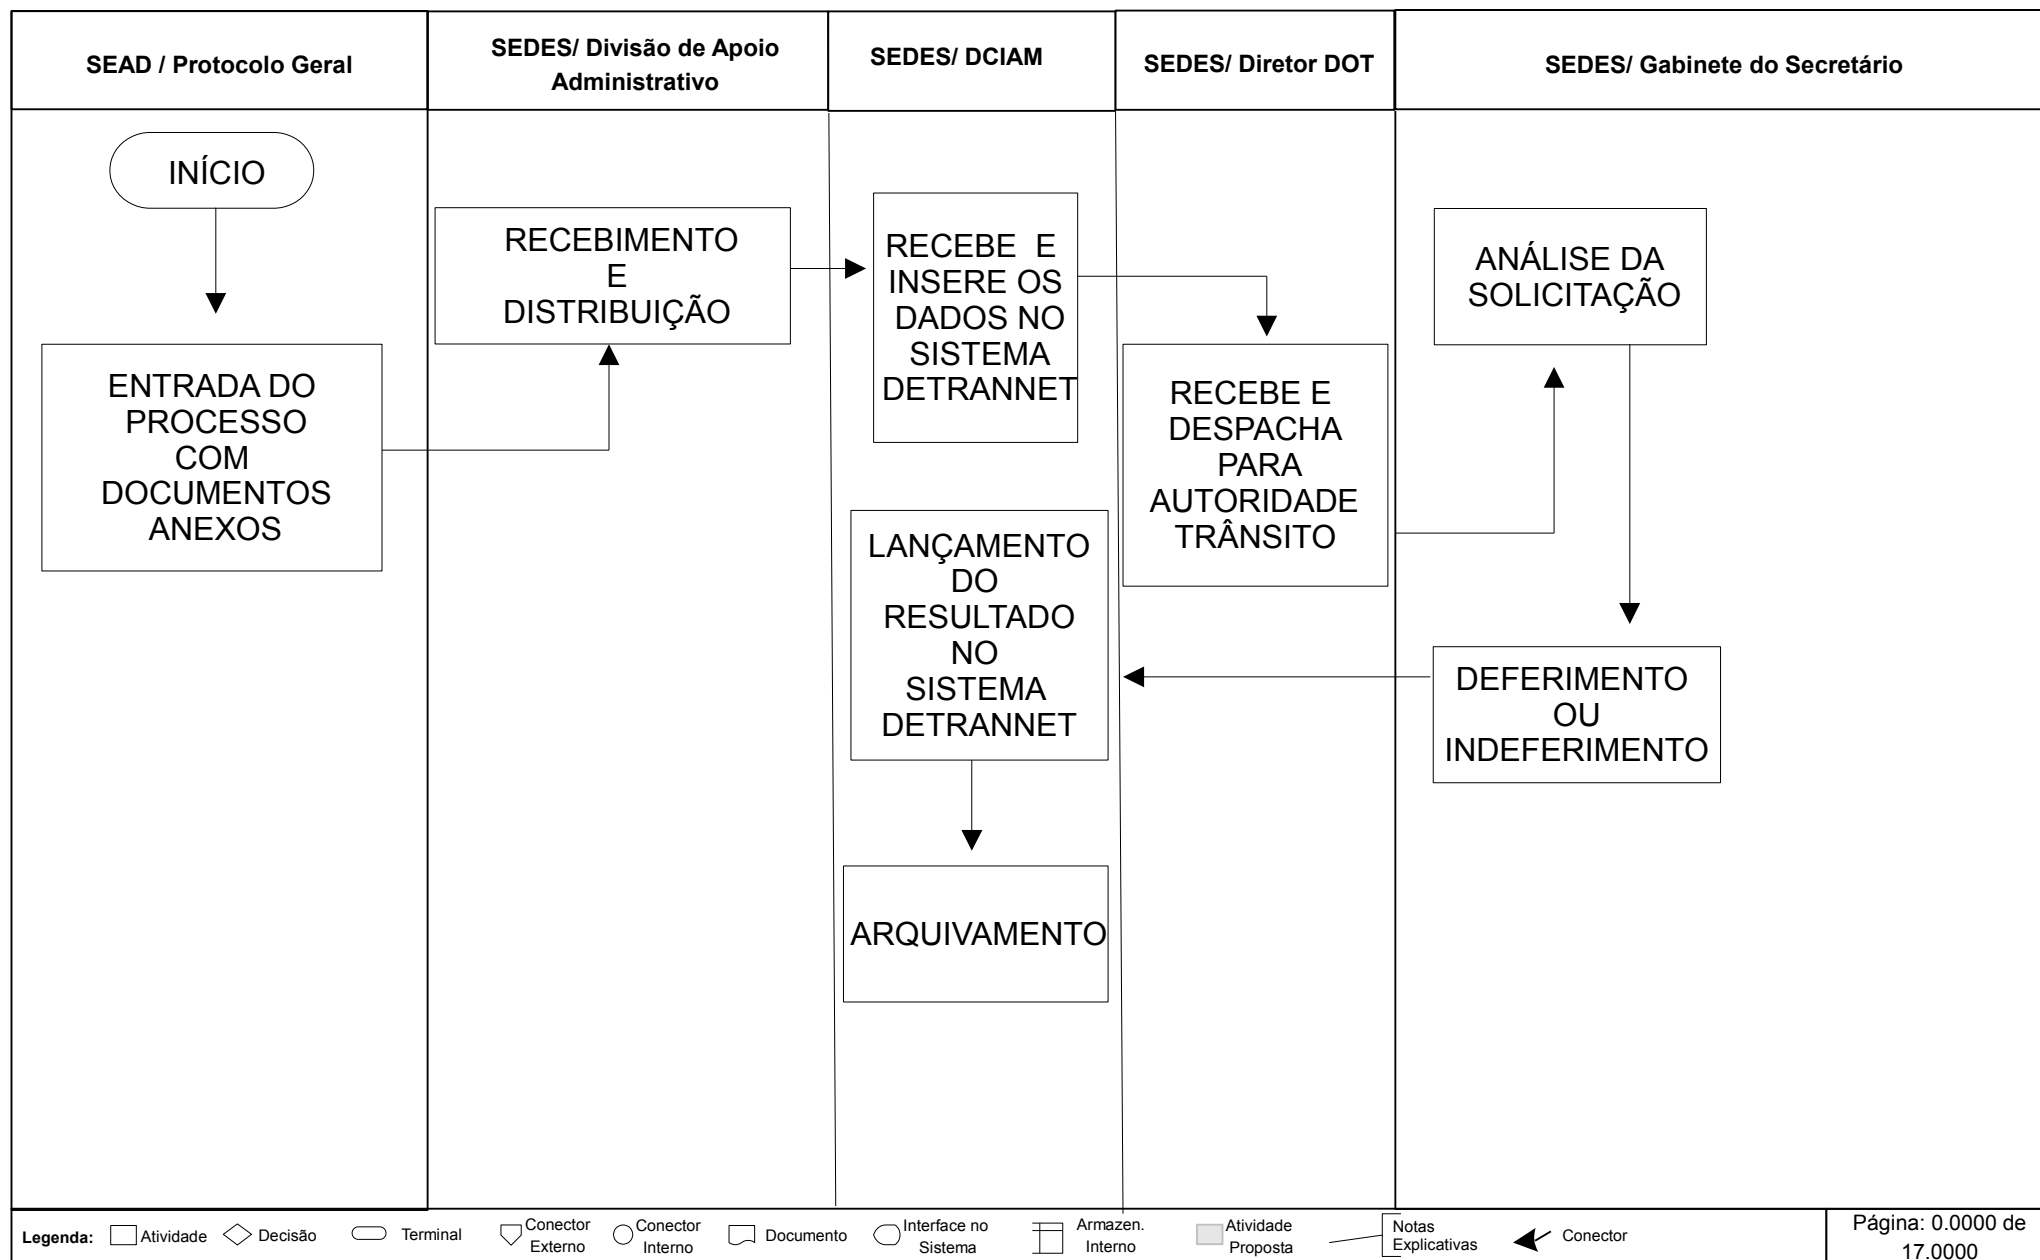 SEAD / Protocolo Geral
SEDES/ Divisão de Apoio
Administrativo
SEDES/ DCIAM
SEDES/ Diretor DOT
SEDES/ Gabinete do Secretário
INÍCIO
ENTRADA DO
PROCESSO
COM
DOCUMENTOS
ANEXOS
RECEBIMENTO
E
DISTRIBUIÇÃO
RECEBE E
INSERE OS
DADOS NO
SISTEMA
DETRANNET
RECEBE E
DESPACHA
PARA
AUTORIDADE
TRÂNSITO
ANÁLISE DA
SOLICITAÇÃO
DEFERIMENTO
OU
INDEFERIMENTO
LANÇAMENTO
DO
RESULTADO
NO
SISTEMA
DETRANNET
ARQUIVAMENTO
Legenda:
Atividade
Decisão
Terminal
Conector
Externo
Conector
Interno
Documento
Interface no
Sistema
Armazen.
Interno
Atividade
Proposta
Notas
Explicativas
Conector
Página: 0.0000 de
17.0000